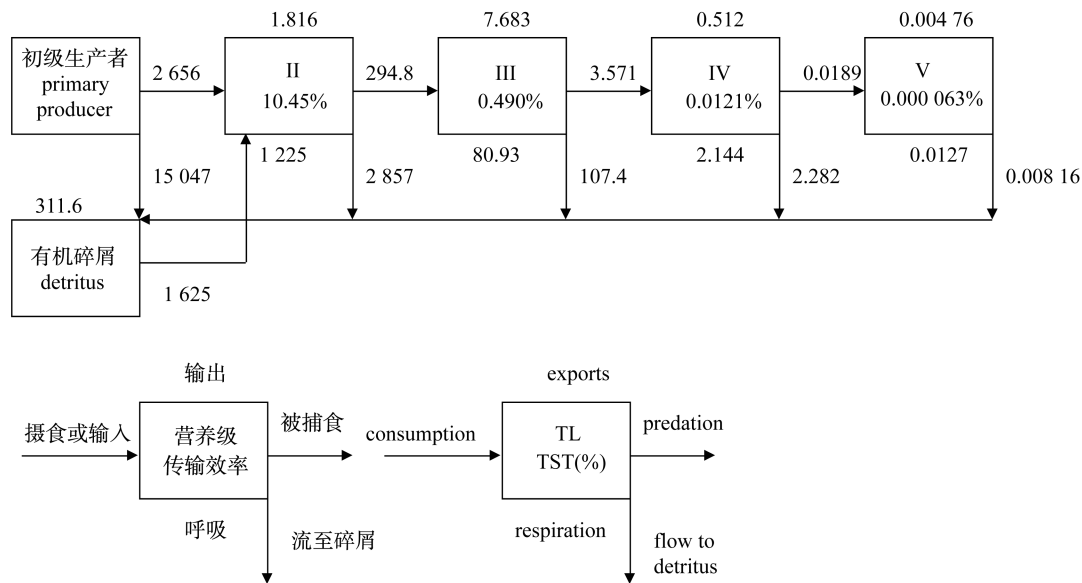 1.816
7.683
0.512
0.004 76
初级生产者
primary
producer
2 656
II
10.45%
294.8
III
0.490%
3.571
IV
0.0121%
0.0189
V
0.000 063%
15 047
1 225
2 857
80.93
107.4
2.144
2.282
0.0127
0.008 16
311.6
有机碎屑
detritus
1 625
输出
exports
摄食或输入
营养级
传输效率
被捕食
consumption
TL
TST(%)
predation
呼吸
流至碎屑
respiration
flow to
detritus